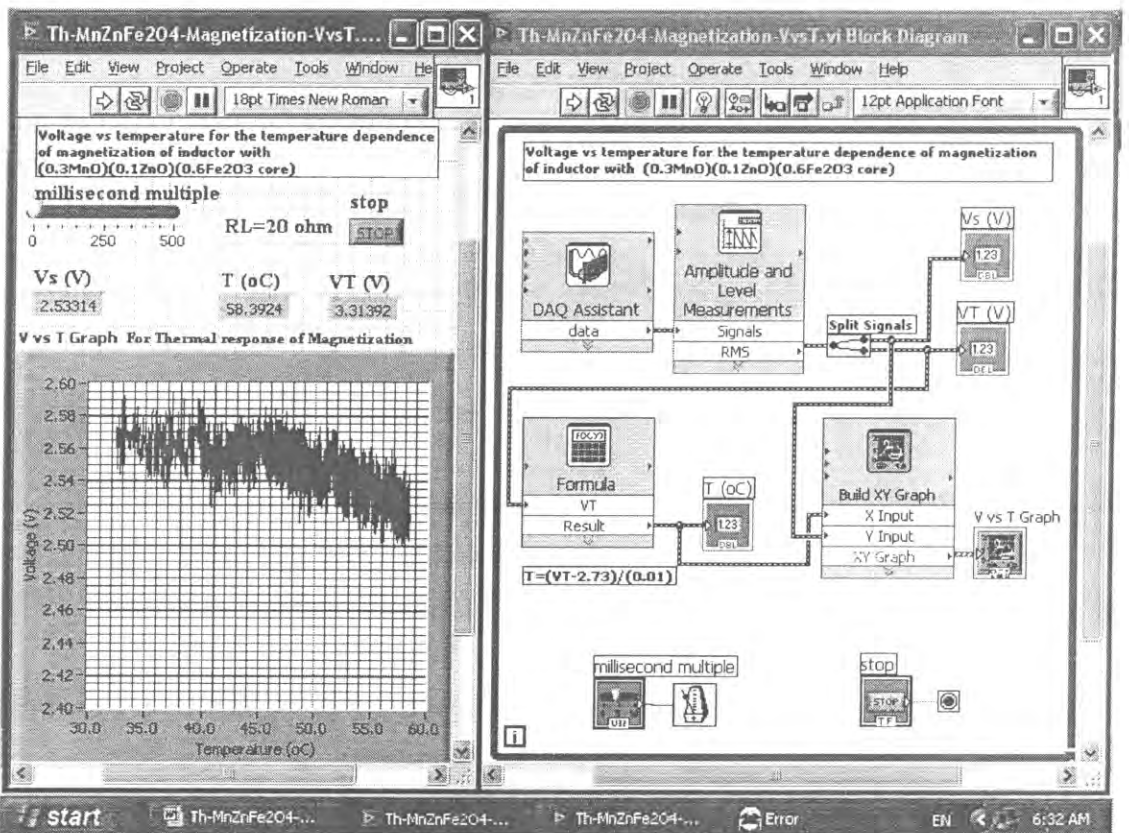 Th-MnZnFe2O4-Magnetization-VvsT....
File Edit View Project Operate Tools Window He
18pt Times New Roman
1
Voltage vs temperature for the temperature dependence
of magnetization of inductor with
(0.3MnO)(0.1ZnO)(0.6Fe2O3 core)
millisecond multiple
0 250 500
RL=20 ohm
stop
STOP
Vs (V) T (oC) VT (V)
2.53314 58.3924 3.31392
V vs T Graph For Thermal response of Magnetization
Voltage (V)
2.60
2.58
2.56
2.54
2.52
2.50
2.48
2.46
2.44
2.42
2.40
30.0 35.0 40.0 45.0 50.0 55.0 60.0
Temperature (oC)
Th-MnZnFe2O4-Magnetization-VvsT.vi Block Diagram
File Edit View Project Operate Tools Window Help
12pt Application Font
1
Voltage vs temperature for the temperature dependence of magnetization
of inductor with (0.3MnO)(0.1ZnO)(0.6Fe2O3 core)
DAQ Assistant
data
Amplitude and
Level
Measurements
Signals
RMS
Split Signals
Vs (V)
1.23
DBL
VT (V)
1.23
DBL
Formula
VT
Result
T=(VT-2.73)/(0.01)
T (oC)
1.23
DBL
Build XY Graph
X Input
Y Input
XY Graph
V vs T Graph
millisecond multiple
stop
STOP
TF
i
start Th-MnZnFe2O4-... Th-MnZnFe2O4-... Th-MnZnFe2O4-... Error EN 6:32 AM